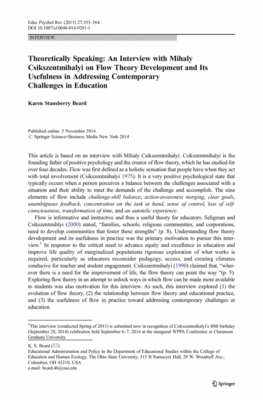 Educ Psychol Rev (2015) 27:353–364
DOI 10.1007/s10648-014-9291-1
INTERVIEW
Theoretically Speaking: An Interview with Mihaly
Csikszentmihalyi on Flow Theory Development and Its
Usefulness in Addressing Contemporary
Challenges in Education
Karen Stansberry Beard
Published online: 5 November 2014
© Springer Science+Business Media New York 2014
This article is based on an interview with Mihaly Csikszentmihalyi. Csikszentmihalyi is the
founding father of positive psychology and the creator of flow theory, which he has studied for
over four decades. Flow was first defined as a holistic sensation that people have when they act
with total involvement (Csikszentmihalyi 1975). It is a very positive psychological state that
typically occurs when a person perceives a balance between the challenges associated with a
situation and their ability to meet the demands of the challenge and accomplish. The nine
elements of flow include challenge/skill balance, action-awareness merging, clear goals,
unambiguous feedback, concentration on the task at hand, sense of control, loss of self-
consciousness, transformation of time, and an autotelic experience.
Flow is informative and instructive and thus a useful theory for educators. Seligman and
Csikszentmihalyi (2000) stated, “families, schools, religious communities, and corporations,
need to develop communities that foster these strengths” (p. 8). Understanding flow theory
development and its usefulness in practice was the primary motivation to pursue this inter-
view.¹ In response to the critical need to advance equity and excellence in education and
improve life quality of marginalized populations rigorous exploration of what works is
required, particularly as educators reconsider pedagogy, access, and creating climates
conducive for teacher and student engagement. Csikszentmihalyi (1990) claimed that, “wher-
ever there is a need for the improvement of life, the flow theory can point the way” (p. 5).
Exploring flow theory in an attempt to unlock ways in which flow can be made more available
to students was also motivation for this interview. As such, this interview explored (1) the
evolution of flow theory, (2) the relationship between flow theory and educational practice,
and (3) the usefulness of flow in practice toward addressing contemporary challenges in
education.
¹This interview (conducted Spring of 2011) is submitted now in recognition of Csikszentmihalyi's 80th birthday
(September 28, 2014) celebrated September 6–7, 2014 at the inaugural WPPA Conference at Claremont
Graduate University.
K. S. Beard
Educational Administration and Policy in the Department of Educational Studies within the College of
Education and Human Ecology, The Ohio State University,
Columbus, OH 43210, USA
Springer